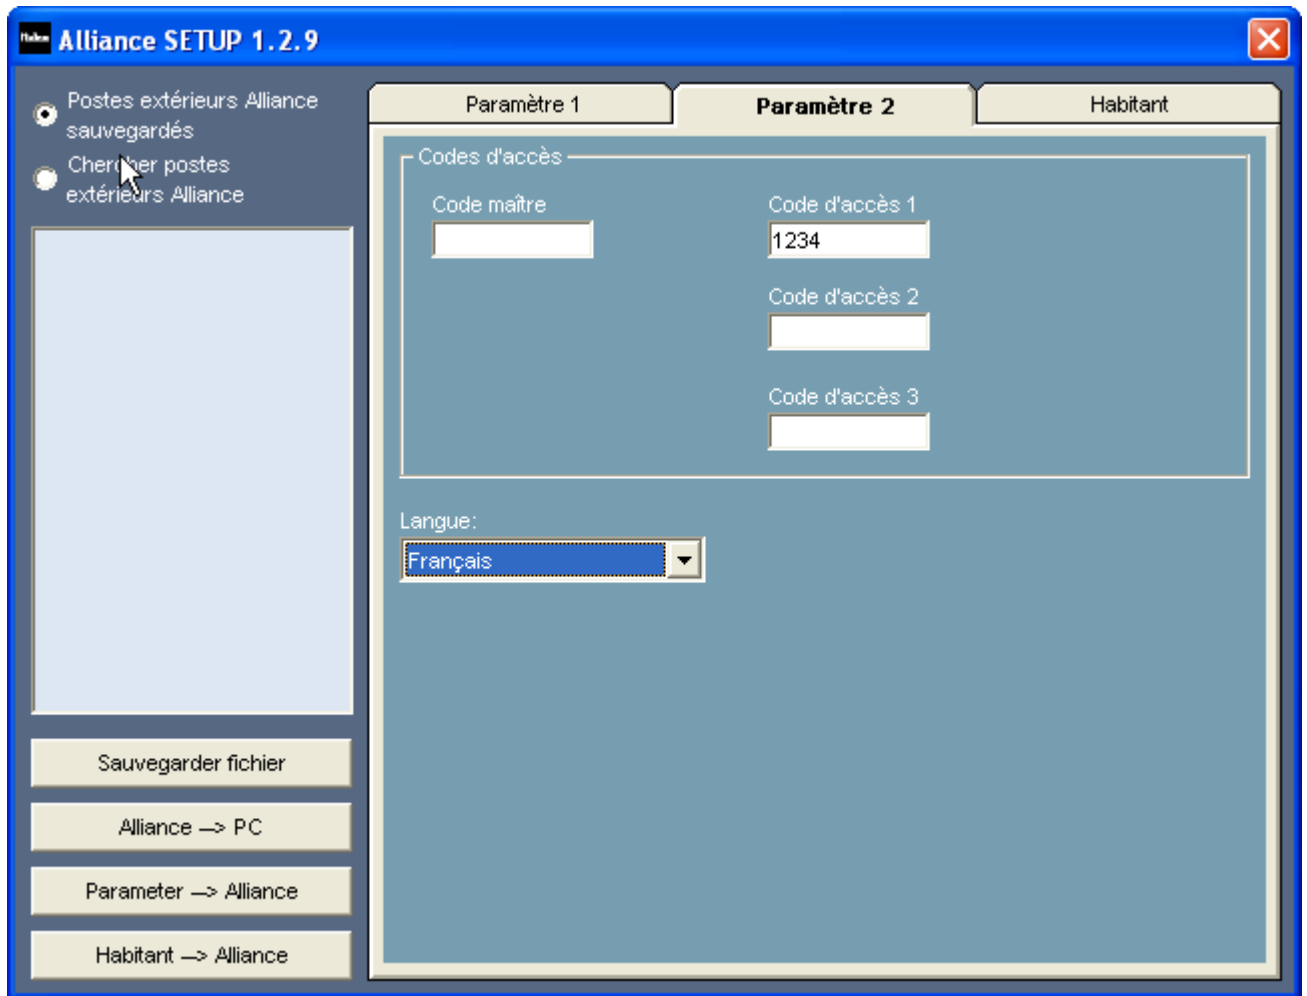 Alliance SETUP 1.2.9
Postes extérieurs Alliance
sauvegardés
Chercher postes
extérieurs Alliance
Paramètre 1
Paramètre 2
Habitant
Codes d'accès
Code maître
Code d'accès 1
1234
Code d'accès 2
Code d'accès 3
Langue:
Français
Sauvegarder fichier
Alliance —> PC
Parameter —> Alliance
Habitant —> Alliance